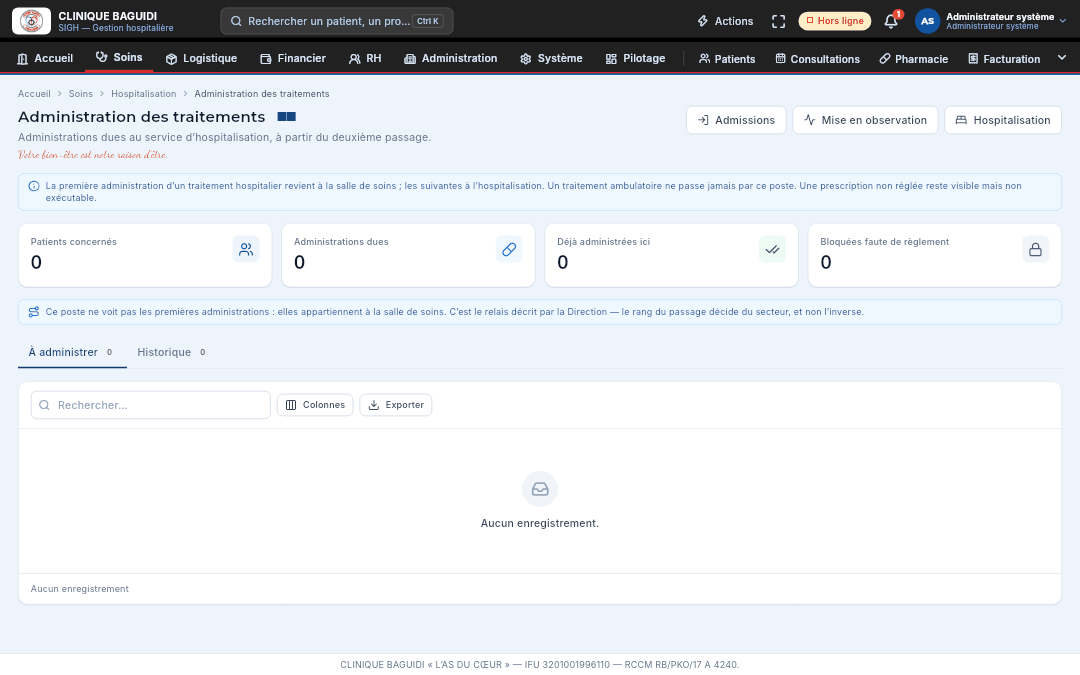 CLINIQUE BAGUIDI
SIGH — Gestion hospitalière
Rechercher un patient, un pro... Ctrl K
Actions
Hors ligne
1
AS
Administrateur système
Administrateur système
Accueil
Soins
Logistique
Financier
RH
Administration
Système
Pilotage
Patients
Consultations
Pharmacie
Facturation
Accueil > Soins > Hospitalisation > Administration des traitements
Administration des traitements
Administrations dues au service d'hospitalisation, à partir du deuxième passage.
Votre bien-être est notre raison d'être.
Admissions
Mise en observation
Hospitalisation
La première administration d'un traitement hospitalier revient à la salle de soins ; les suivantes à l'hospitalisation. Un traitement ambulatoire ne passe jamais par ce poste. Une prescription non réglée reste visible mais non
exécutable.
Patients concernés
0
Administrations dues
0
Déjà administrées ici
0
Bloquées faute de règlement
0
Ce poste ne voit pas les premières administrations : elles appartiennent à la salle de soins. C'est le relais décrit par la Direction — le rang du passage décide du secteur, et non l'inverse.
À administrer 0
Historique 0
Rechercher...
Colonnes
Exporter
Aucun enregistrement.
Aucun enregistrement
CLINIQUE BAGUIDI « L'AS DU CŒUR » — IFU 3201001996110 — RCCM RB/PKO/17 A 4240.